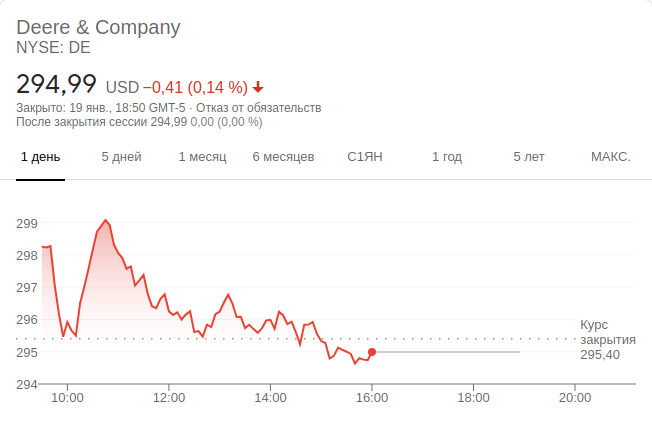 Deere & Company
NYSE: DE
294,99 USD −0,41 (0,14 %)
Закрыто: 19 янв., 18:50 GMT-5 · Отказ от обязательств
После закрытия сессии 294,99 0,00 (0,00 %)
1 день 5 дней 1 месяц 6 месяцев С1ЯН 1 год 5 лет МАКС.
299
298
297
296
Курс
закрытия
295,40
295
294
10:00 12:00 14:00 16:00 18:00 20:00